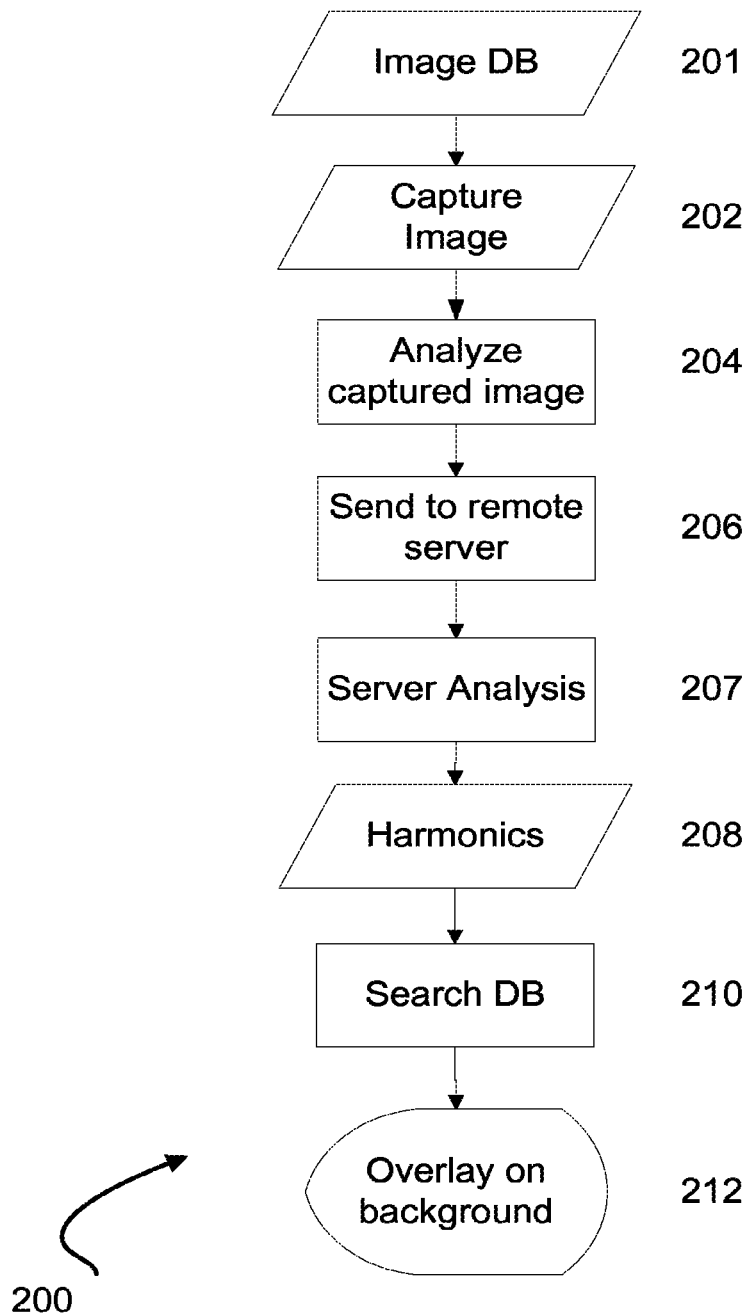 Image DB
201
Capture
Image
202
Analyze
captured image
204
Send to remote
server
206
Server Analysis
207
Harmonics
208
Search DB
210
Overlay on
background
212
200